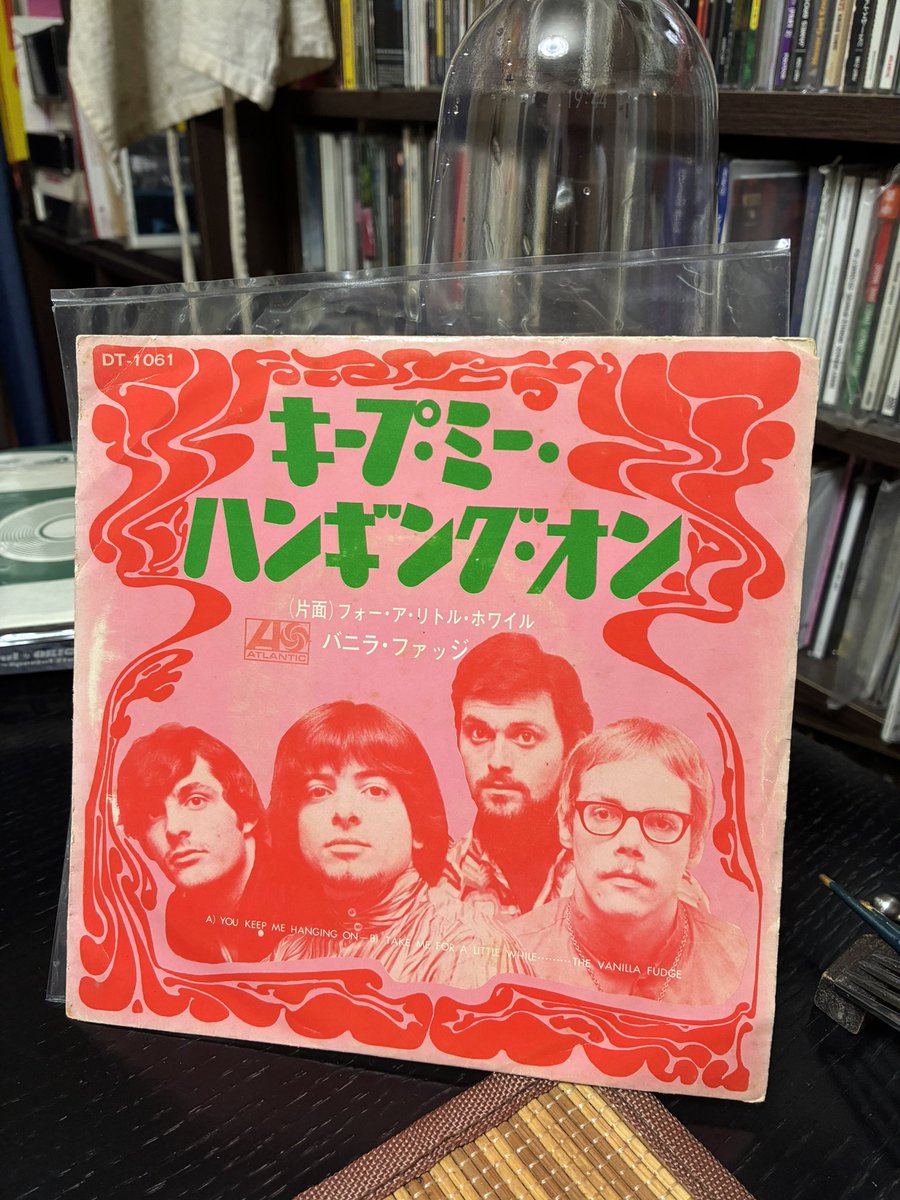 DT-1061
キープ・ミー・
ハンギング・オン
(片面)フォー・ア・リトル・ホワイル
ATLANTIC
バニラ・ファッジ
A) YOU KEEP ME HANGING ON—B) TAKE ME FOR A LITTLE WHILE………THE VANILLA FUDGE